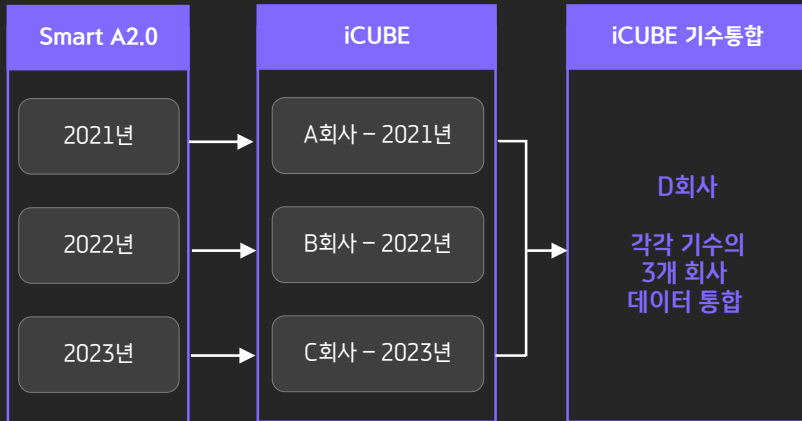 Smart A2.0
iCUBE
iCUBE 기수통합
2021년
A회사 – 2021년
2022년
B회사 – 2022년
2023년
C회사 – 2023년
D회사
각각 기수의
3개 회사
데이터 통합